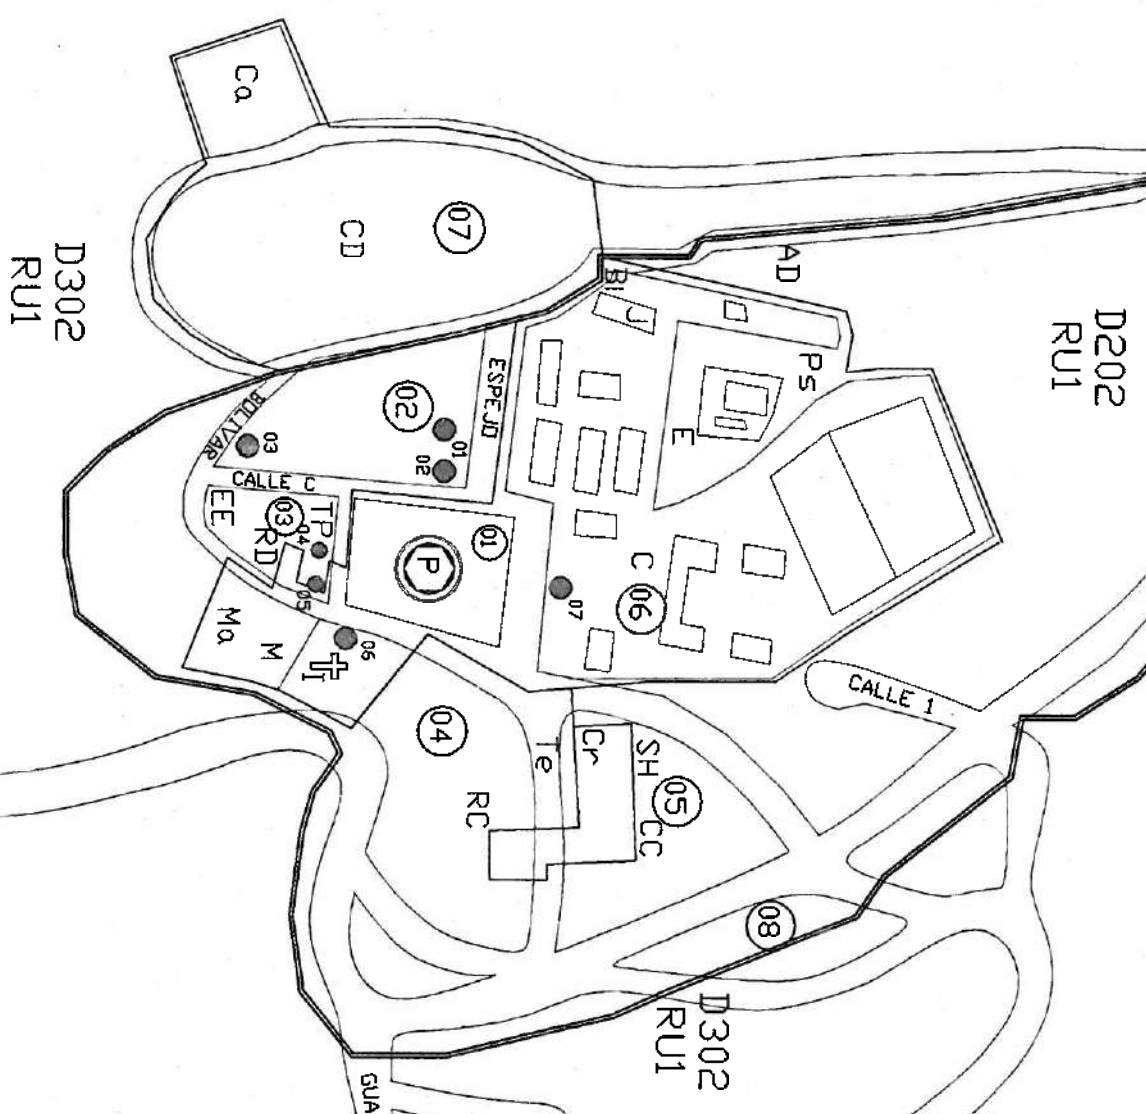 Ca
07
CD
D302
RU1
AD
BI
J
D202
RU1
Ps
E
ESPEJO
02
01
02
BOLIVAR
03
CALLE C
EE
03
TP
04
RD
05
01
P
C
06
07
Ma
M
06
I
CALLE 1
04
Te
Cr
SH
05
CC
RC
08
D302
RU1
GUA